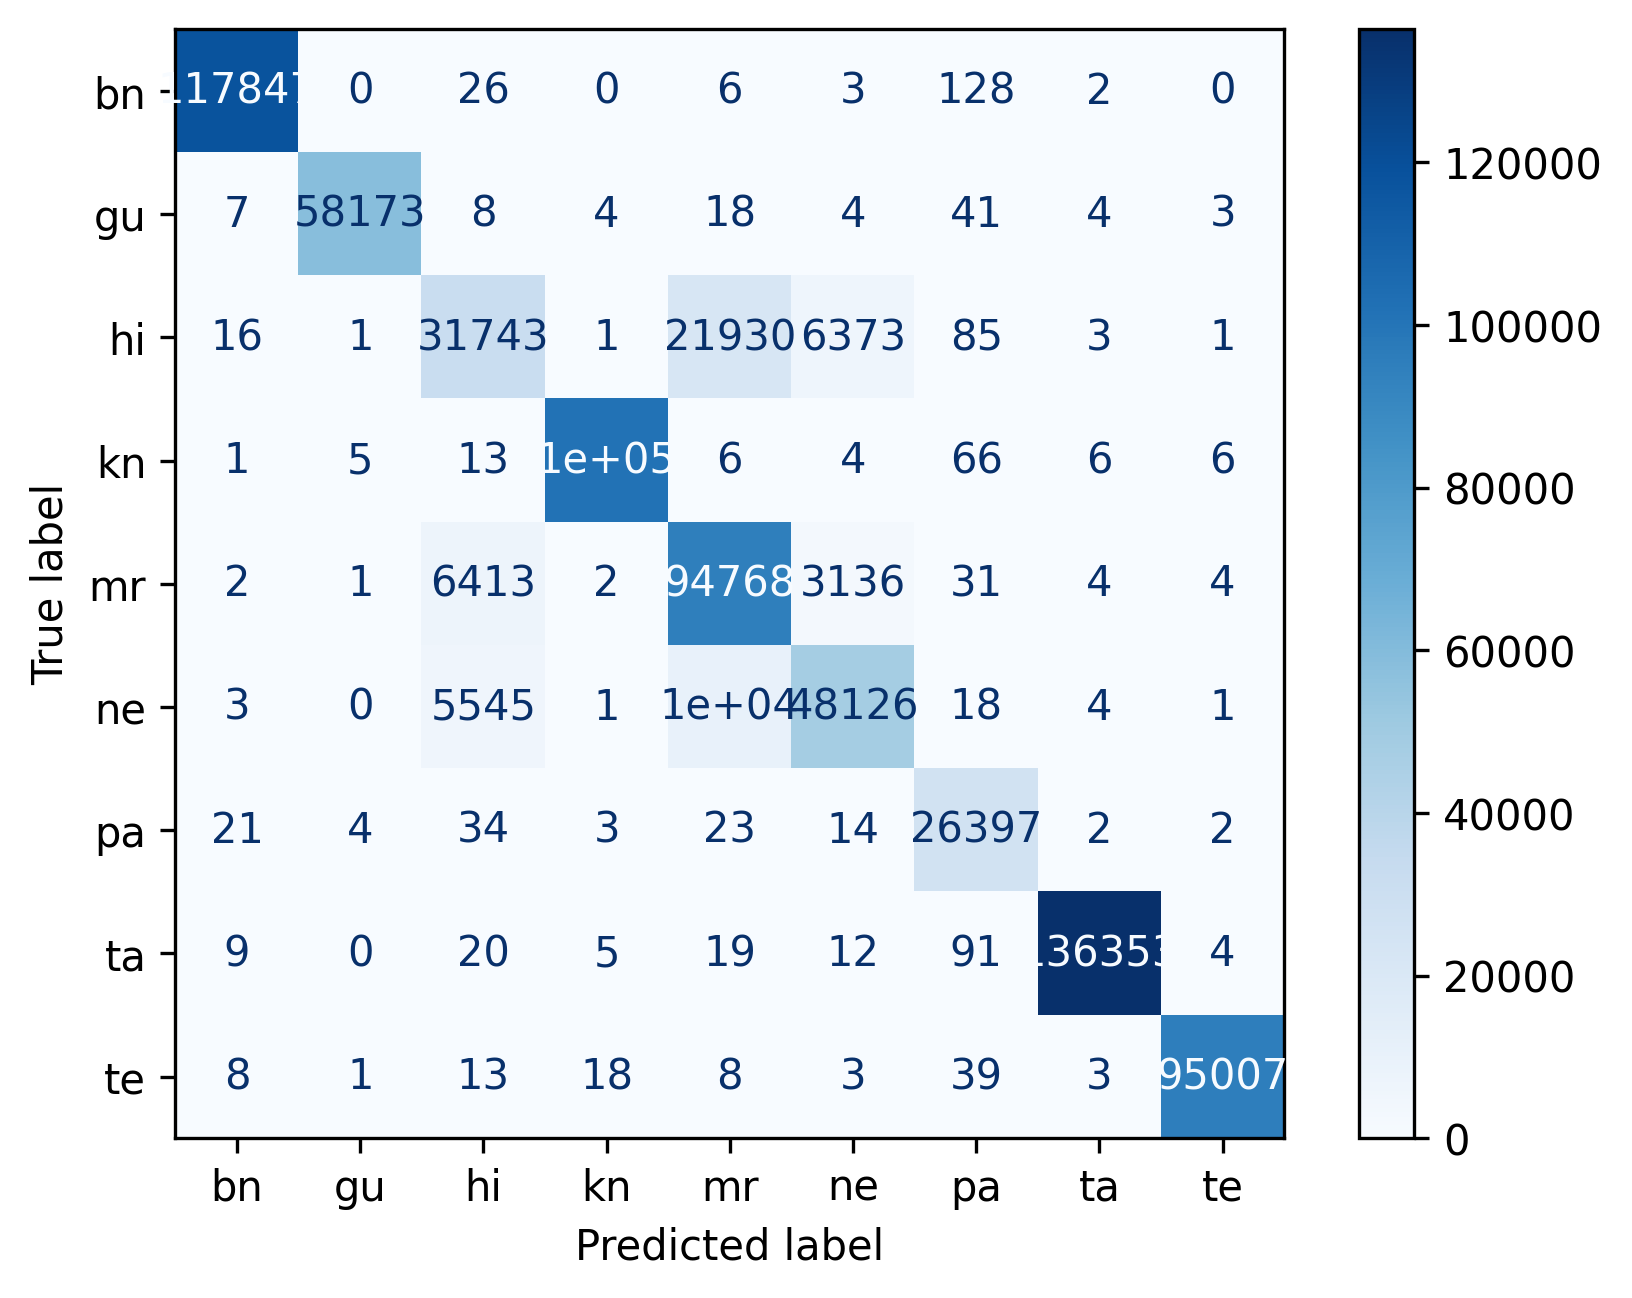 bn 117847 0 26 0 6 3 128 2 0
gu 7 58173 8 4 18 4 41 4 3
hi 16 1 31743 1 21930 6373 85 3 1
kn 1 5 13 1e+05 6 4 66 6 6
mr 2 1 6413 2 94768 3136 31 4 4
ne 3 0 5545 1 1e+04 48126 18 4 1
pa 21 4 34 3 23 14 26397 2 2
ta 9 0 20 5 19 12 91 136353 4
te 8 1 13 18 8 3 39 3 95007
bn gu hi kn mr ne pa ta te
Predicted label
True label
120000
100000
80000
60000
40000
20000
0